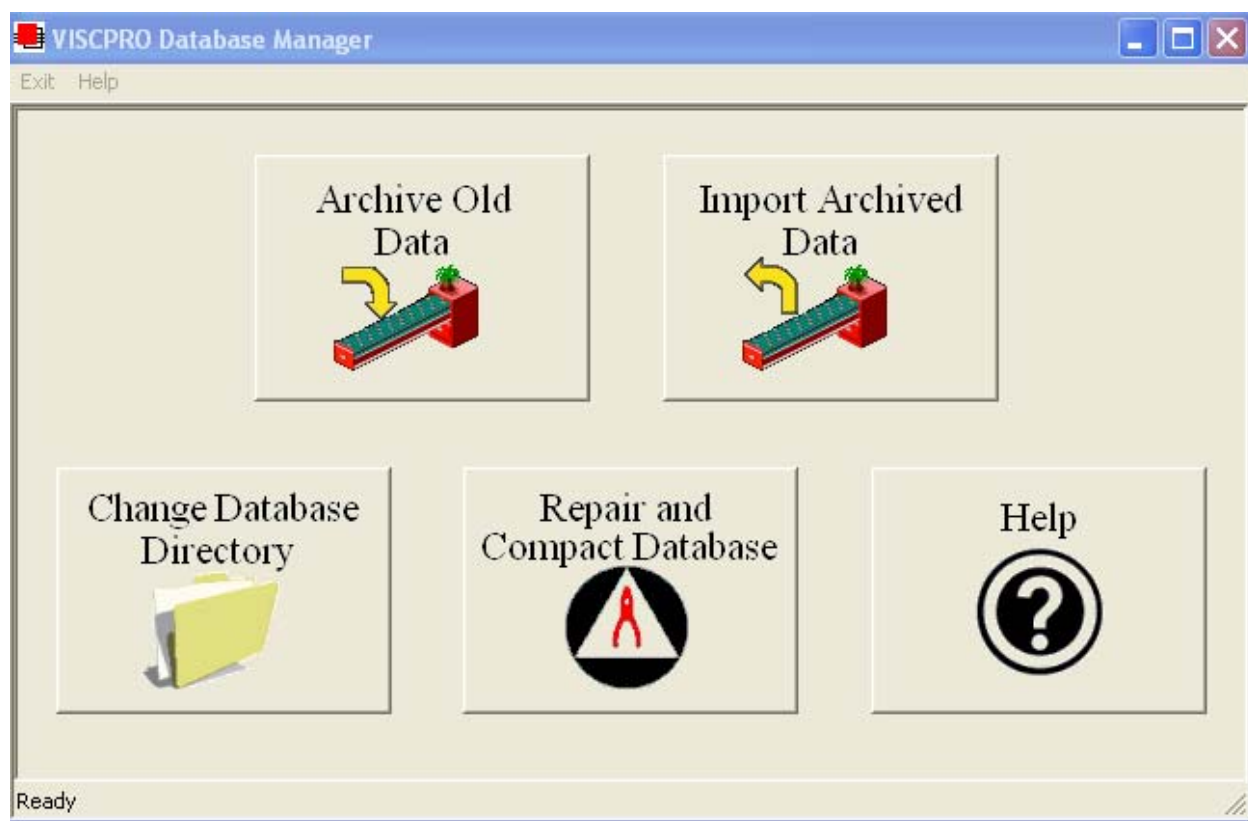 VISCPRO Database Manager
Exit Help
Archive Old
Data
Import Archived
Data
Change Database
Directory
Repair and
Compact Database
Help
?
Ready